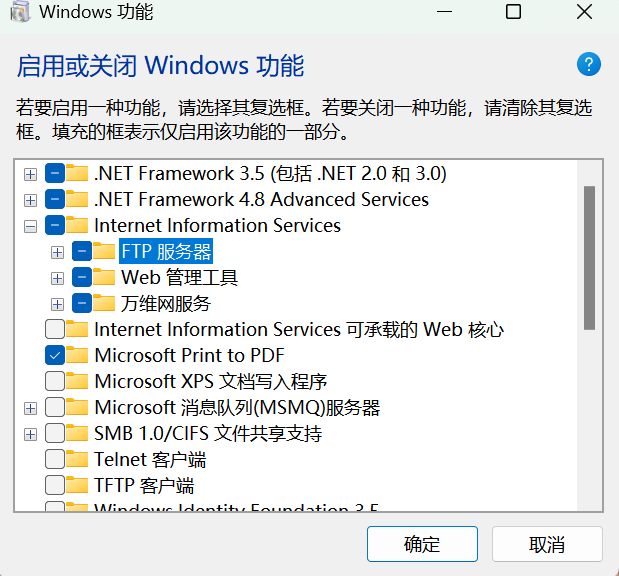 Windows 功能
启用或关闭 Windows 功能
?
若要启用一种功能，请选择其复选框。若要关闭一种功能，请清除其复选
框。填充的框表示仅启用该功能的一部分。
.NET Framework 3.5 (包括 .NET 2.0 和 3.0)
.NET Framework 4.8 Advanced Services
Internet Information Services
FTP 服务器
Web 管理工具
万维网服务
Internet Information Services 可承载的 Web 核心
Microsoft Print to PDF
Microsoft XPS 文档写入程序
Microsoft 消息队列(MSMQ)服务器
SMB 1.0/CIFS 文件共享支持
Telnet 客户端
TFTP 客户端
Windows Identity Foundation 3.5
确定
取消